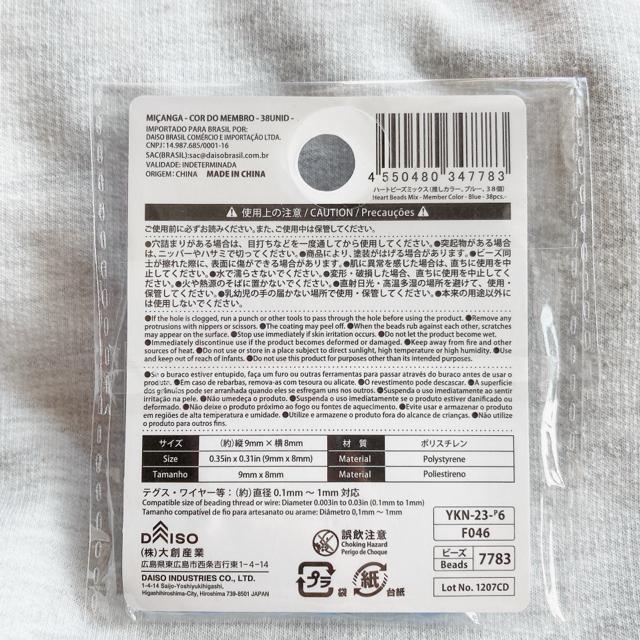 MIÇANGA - COR DO MEMBRO - 38UNID -
IMPORTADO PARA BRASIL POR:
DAISO BRASIL COMÉRCIO E IMPORTAÇÃO LTDA.
CNPJ: 14.987.685/0001-16
SAC(BRASIL):sac@daisobrasil.com.br
VALIDADE: INDETERMINADA
ORIGEM: CHINA MADE IN CHINA
4 550480 347783
ハートビーズミックス(推しカラー、ブルー、38個)
Heart Beads Mix - Member Color - Blue - 38pcs.-
使用上の注意 / CAUTION / Precauções
ご使用前に必ずお読みください。また、ご使用中は保管してください。
●穴詰まりがある場合は、目打ちなどを一度通してから使用してください。●突起物がある場合
は、ニッパーやハサミで切ってください。●商品により、塗装がはげる場合があります。●ビーズ同
士が擦れた際に、表面に傷ができる場合があります。●肌に異常を感じた場合は、直ちに使用を中止
してください。●水で濡らさないでください。●変形・破損した場合、直ちに使用を中止してくだ
さい。●火や熱源のそばに置かないでください。●直射日光・高温多湿の場所を避けて、使用・
保管してください。●乳幼児の手の届かない場所で使用・保管してください。●本来の用途以外に
は使用しないでください。
●If the hole is clogged, run a punch or other tools to pass through the hole before using the product. ●Remove any
protrusions with nippers or scissors. ●The coating may peel off. ●When the beads rub against each other, scratches
may appear on the surface. ●Stop use immediately if skin irritation occurs. ●Do not let the product become wet.
●Immediately discontinue use if the product becomes deformed or damaged. ●Keep away from fire and other
sources of heat. ●Do not use or store in a place subject to direct sunlight, high temperature or high humidity. ●Use
and keep out of reach of infants. ●Do not use this product for purposes other than its intended purposes.
●Se o buraco estiver entupido, faça um furo ou outras ferramentas para passar através do buraco antes de usar o
produto. ●Em caso de rebarbas, remova-as com tesoura ou alicate. ●O revestimento pode descascar. ●A superfície
dos grânulos pode ser arranhada quando eles se esfregam uns nos outros. ●Suspenda o uso imediatamente ao sentir
irritação na pele. ●Não umedeça o produto. ●Suspenda o uso imediatamente se o produto estiver danificado ou
deformado. ●Não deixe o produto próximo ao fogo ou fontes de aquecimento. ●Evite usar e armazenar o produto
em regiões de alta temperatura e umidade. ●Utilize e armazene o produto fora do alcance de crianças. ●Não utilize
o produto para outros fins.
サイズ (約)縦9mm×横8mm 材質 ポリスチレン
Size 0.35in x 0.31in (9mm x 8mm) Material Polystyrene
Tamanho 9mm x 8mm Material Poliestireno
テグス・ワイヤー等:(約)直径 0.1mm～1mm 対応
Compatible size of beading thread or wire: Diameter 0.003in to 0.03in (0.1mm to 1mm)
Tamanho compatível de fio para artesanato ou arame: Diâmetro 0,1mm～1mm
DAISO
(株)大創産業
広島県東広島市西条吉行東1-4-14
DAISO INDUSTRIES CO., LTD.
1-4-14 Saijo-Yoshiyukihigashi,
Higashihiroshima-City, Hiroshima 739-8501 JAPAN
誤飲注意
Choking Hazard
Perigo de Choque
プラ 袋
紙 台紙
YKN-23-P6
F046
ビーズ
Beads 7783
Lot No. 1207CD